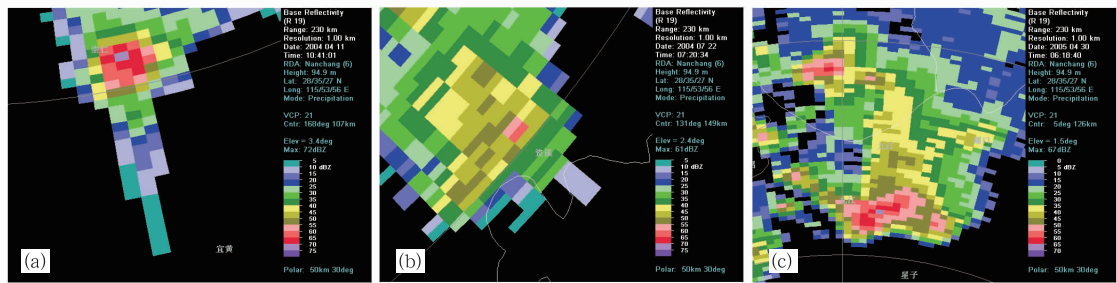 Base Reflectivity
(R 19)
Range: 230 km
Resolution: 1.00 km
Date: 2004 04 11
Time: 10:41:01
RDA: Nanchang (6)
Height: 94.9 m
Lat: 28/35/27 N
Long: 115/53/56 E
Mode: Precipitation
VCP: 21
Cntr: 168deg 107km
Elev = 3.4deg
Max: 72dBZ
5
10 dBZ
15
20
25
30
35
40
45
50
55
60
65
70
75
Polar: 50km 30deg
宜黄
(a)
Base Reflectivity
(R 19)
Range: 230 km
Resolution: 1.00 km
Date: 2004 07 22
Time: 07:20:34
RDA: Nanchang (6)
Height: 94.9 m
Lat: 28/35/27 N
Long: 115/53/56 E
Mode: Precipitation
VCP: 21
Cntr: 131deg 149km
Elev = 2.4deg
Max: 61dBZ
5
10 dBZ
15
20
25
30
35
40
45
50
55
60
65
70
75
Polar: 50km 30deg
(b)
Base Reflectivity
(R 19)
Range: 230 km
Resolution: 1.00 km
Date: 2005 04 30
Time: 06:18:40
RDA: Nanchang (6)
Height: 94.9 m
Lat: 28/35/27 N
Long: 115/53/56 E
Mode: Precipitation
VCP: 21
Cntr: 5deg 126km
Elev = 1.5deg
Max: 67dBZ
0
5 dBZ
10
15
20
25
30
35
40
45
50
55
60
65
70
Polar: 50km 30deg
星子
(c)